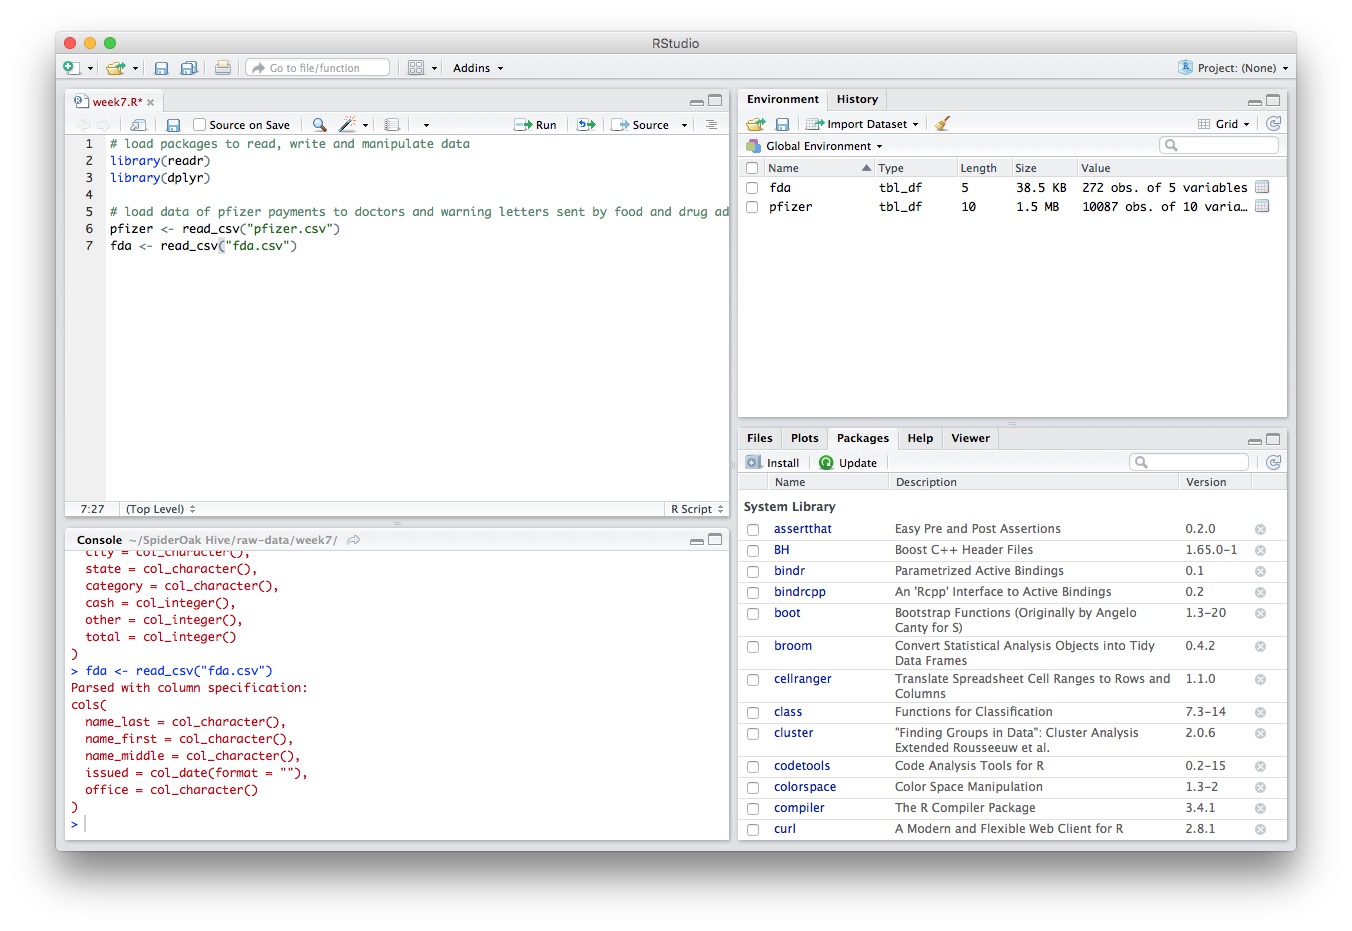 RStudio
Go to file/function
Addins
Project: (None)
week7.R*
Source on Save
Run
Source
1 # load packages to read, write and manipulate data
2 library(readr)
3 library(dplyr)
4
5 # load data of pfizer payments to doctors and warning letters sent by food and drug ad
6 pfizer <- read_csv("pfizer.csv")
7 fda <- read_csv("fda.csv")
7:27 (Top Level) R Script
Console ~/SpiderOak Hive/raw-data/week7/
city = col_character(),
state = col_character(),
category = col_character(),
cash = col_integer(),
other = col_integer(),
total = col_integer()
)
> fda <- read_csv("fda.csv")
Parsed with column specification:
cols(
name_last = col_character(),
name_first = col_character(),
name_middle = col_character(),
issued = col_date(format = ""),
office = col_character()
)
>
Environment History
Import Dataset Grid
Global Environment
Name Type Length Size Value
fda tbl_df 5 38.5 KB 272 obs. of 5 variables
pfizer tbl_df 10 1.5 MB 10087 obs. of 10 varia…
Files Plots Packages Help Viewer
Install Update
Name Description Version
System Library
assertthat Easy Pre and Post Assertions 0.2.0
BH Boost C++ Header Files 1.65.0-1
bindr Parametrized Active Bindings 0.1
bindrcpp An 'Rcpp' Interface to Active Bindings 0.2
boot Bootstrap Functions (Originally by Angelo 1.3-20
Canty for S)
broom Convert Statistical Analysis Objects into Tidy 0.4.2
Data Frames
cellranger Translate Spreadsheet Cell Ranges to Rows and 1.1.0
Columns
class Functions for Classification 7.3-14
cluster "Finding Groups in Data": Cluster Analysis 2.0.6
Extended Rousseeuw et al.
codetools Code Analysis Tools for R 0.2-15
colorspace Color Space Manipulation 1.3-2
compiler The R Compiler Package 3.4.1
curl A Modern and Flexible Web Client for R 2.8.1